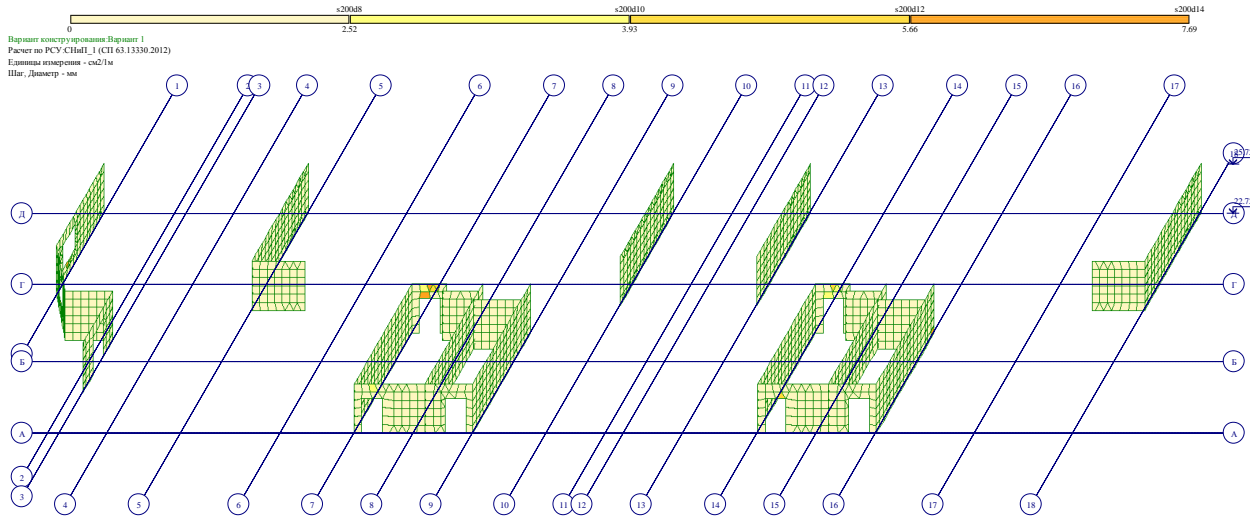 s200d8 s200d10 s200d12 s200d14
0 2.52 3.93 5.66 7.69
Вариант конструирования:Вариант 1
Расчет по РСУ:СНиП_1 (СП 63.13330.2012)
Единицы измерения - см2/1м
Шаг, Диаметр - мм
1 2 3 4 5 6 7 8 9 10 11 12 13 14 15 16 17
Д
Г Г
Б Б
А А
2
3 4 5 6 7 8 9 10 11 12 13 14 15 16 17 18